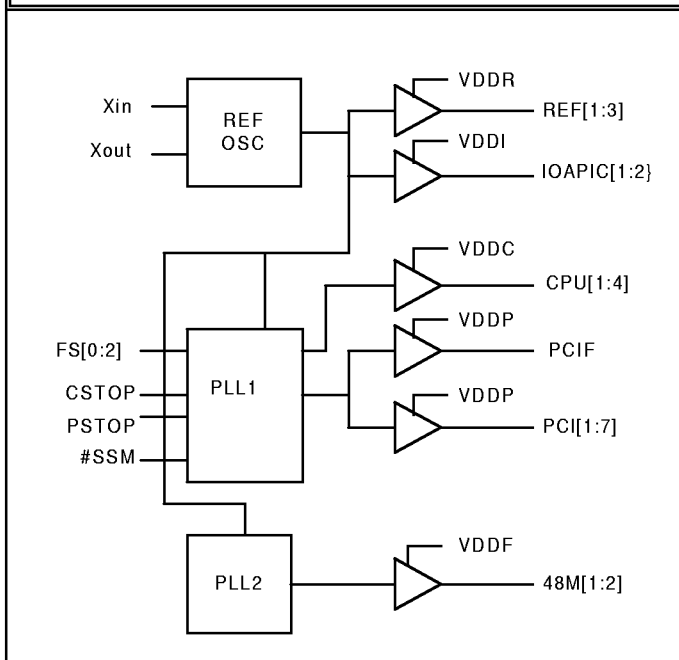 Xin
Xout
REF
OSC
VDDR
REF[1:3]
VDDI
IOAPIC[1:2}
VDDC
CPU[1:4]
FS[0:2]
CSTOP
PSTOP
#SSM
PLL1
VDDP
PCIF
VDDP
PCI[1:7]
PLL2
VDDF
48M[1:2]